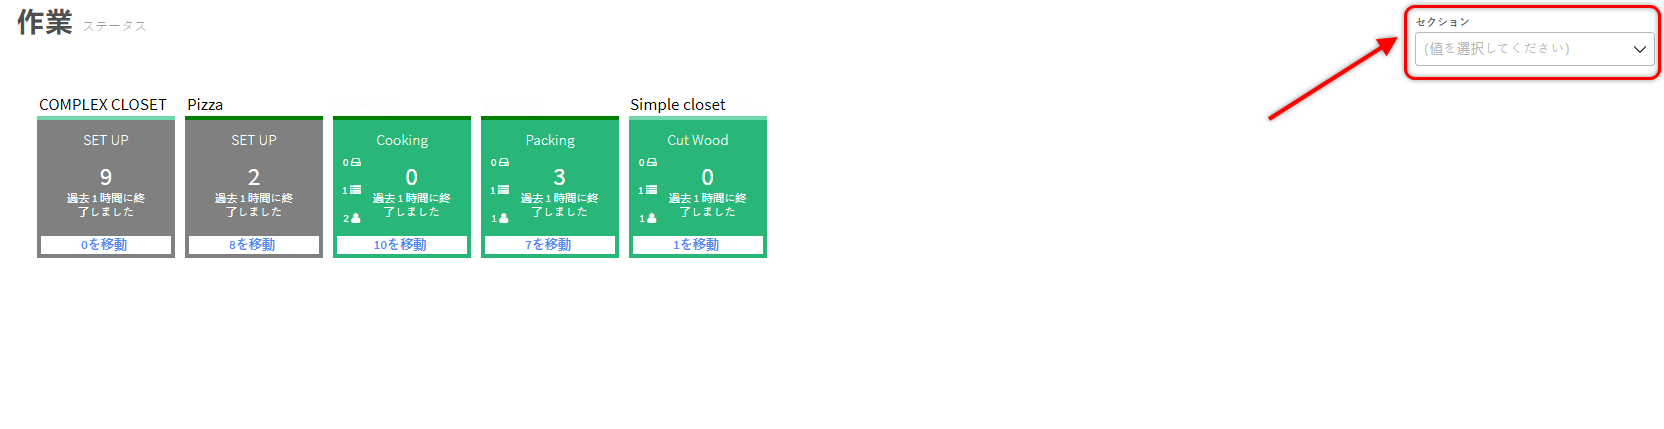 作業 ステータス
セクション
(値を選択してください)
COMPLEX CLOSET
SET UP
9
過去 1 時間に終
了しました
0を移動
Pizza
SET UP
2
過去 1 時間に終
了しました
8を移動
Cooking
Cooking
0
1
2
0
過去 1 時間に終
了しました
10を移動
Packing
Packing
0
1
1
3
過去 1 時間に終
了しました
7を移動
Simple closet
Cut Wood
0
1
1
0
過去 1 時間に終
了しました
1を移動